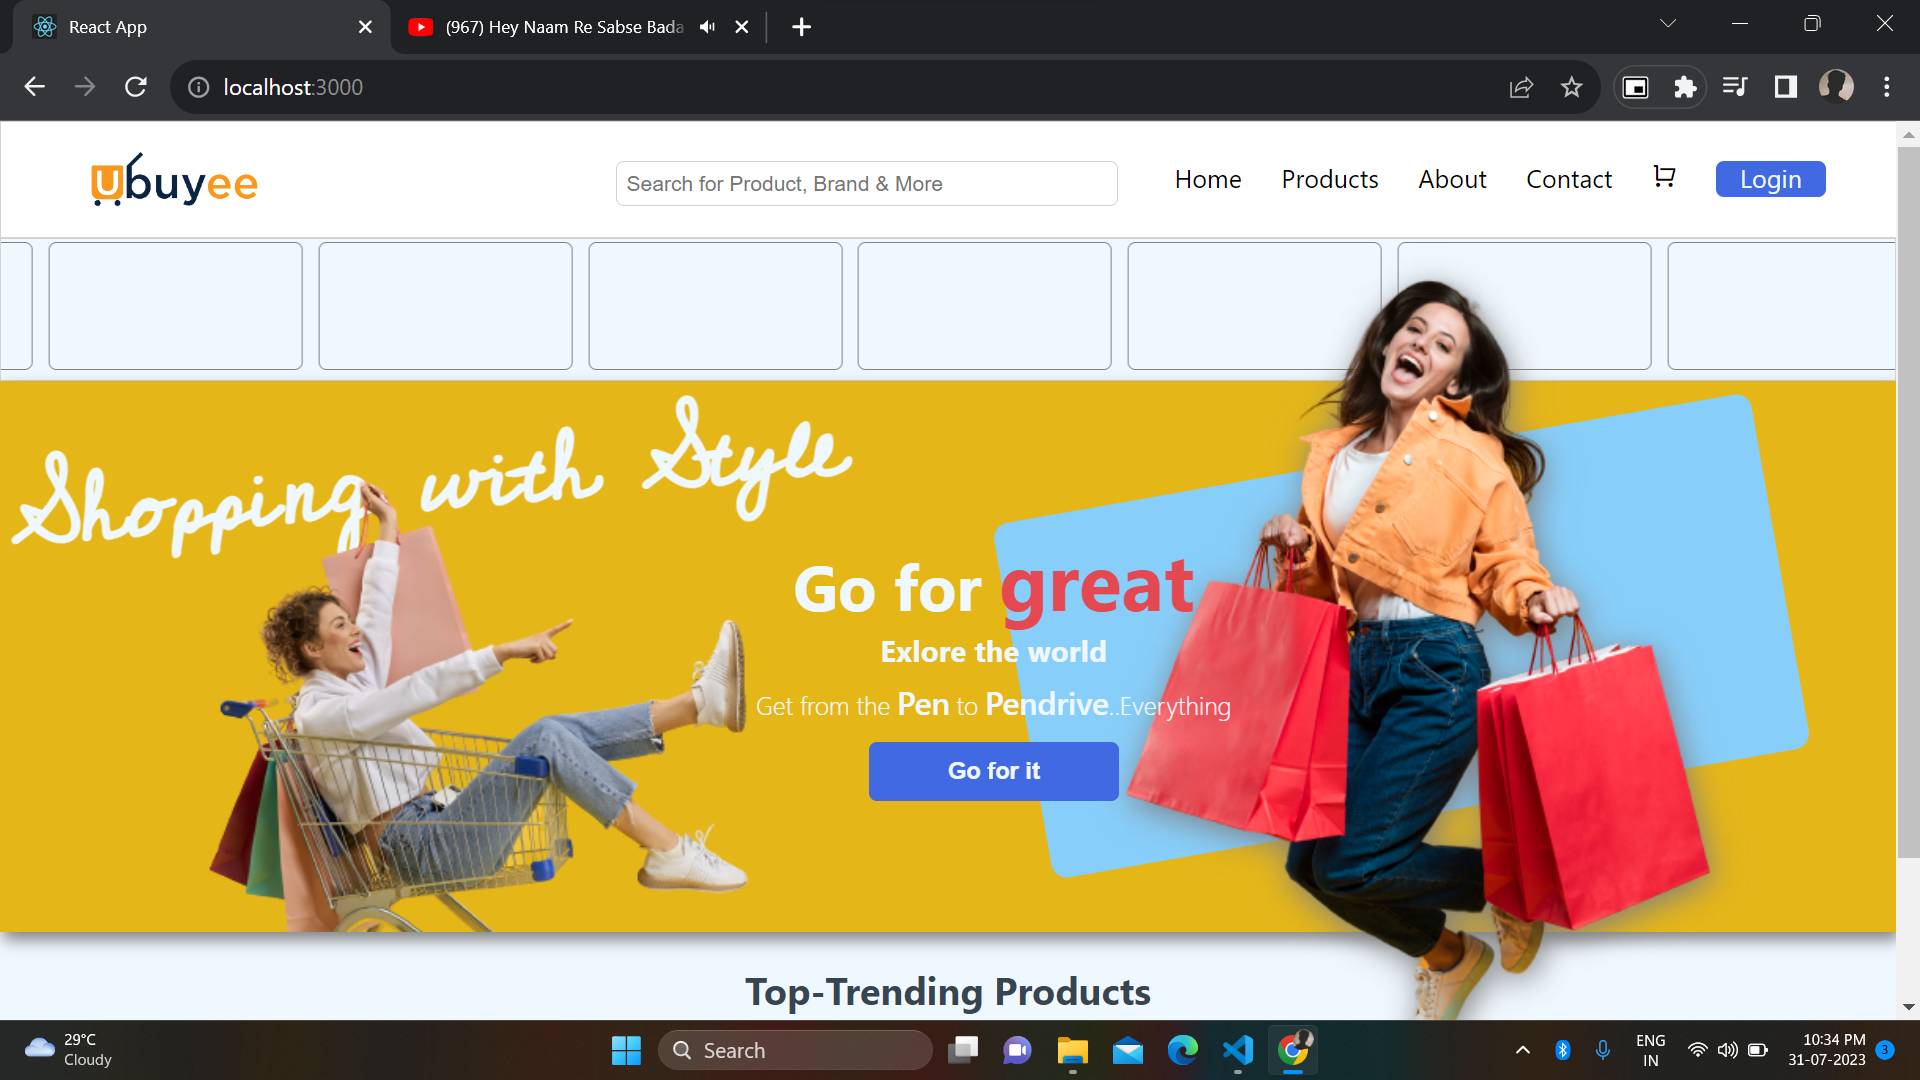 React App
(967) Hey Naam Re Sabse Bada
localhost:3000
Ubuyee
Search for Product, Brand & More
Home
Products
About
Contact
Login
Shopping with Style
Go for great
Exlore the world
Get from the Pen to Pendrive..Everything
Go for it
Top-Trending Products
29°C
Cloudy
Search
ENG
IN
10:34 PM
31-07-2023
3